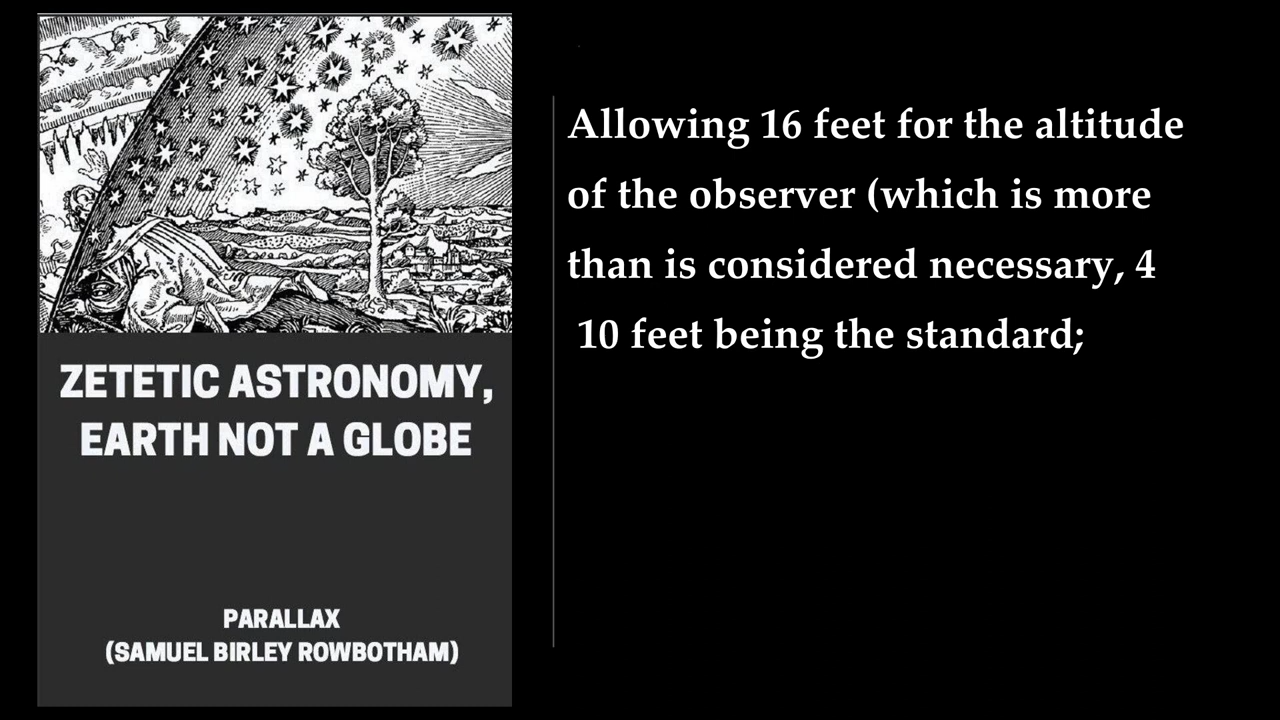 ZETETIC ASTRONOMY,
EARTH NOT A GLOBE
PARALLAX
(SAMUEL BIRLEY ROWBOTHAM)
Allowing 16 feet for the altitude
of the observer (which is more
than is considered necessary, 4
10 feet being the standard;